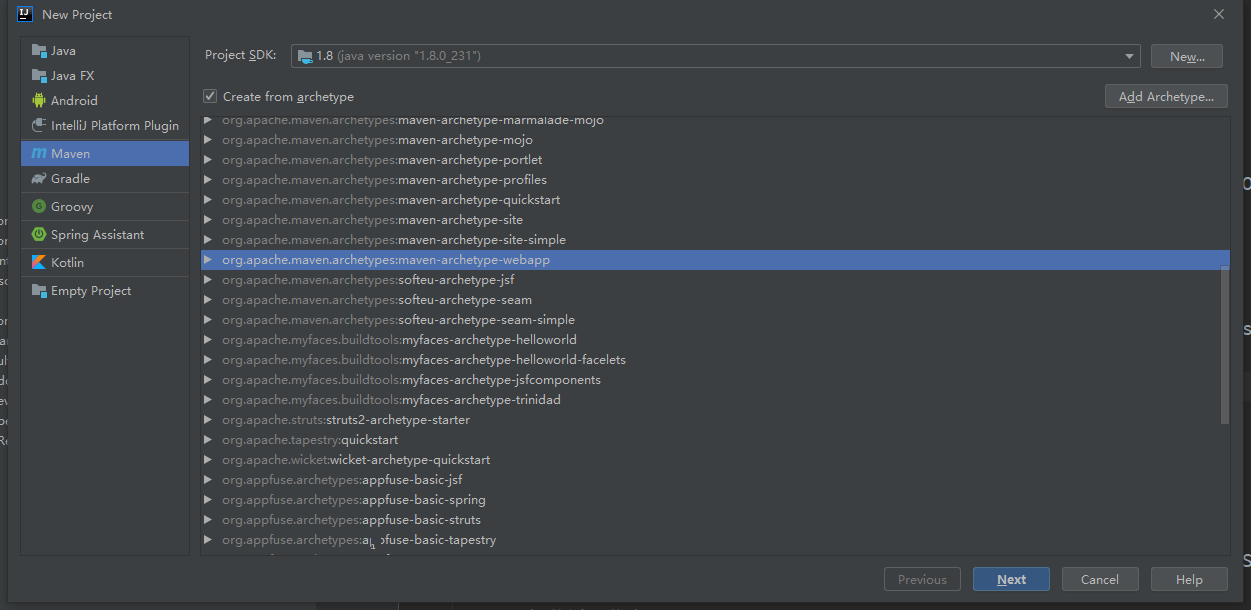 New Project
Java
Java FX
Android
IntelliJ Platform Plugin
Maven
Gradle
Groovy
Spring Assistant
Kotlin
Empty Project
Project SDK:
1.8 (java version "1.8.0_231")
New...
Create from archetype
Add Archetype...
org.apache.maven.archetypes:maven-archetype-marmalade-mojo
org.apache.maven.archetypes:maven-archetype-mojo
org.apache.maven.archetypes:maven-archetype-portlet
org.apache.maven.archetypes:maven-archetype-profiles
org.apache.maven.archetypes:maven-archetype-quickstart
org.apache.maven.archetypes:maven-archetype-site
org.apache.maven.archetypes:maven-archetype-site-simple
org.apache.maven.archetypes:maven-archetype-webapp
org.apache.maven.archetypes:softeu-archetype-jsf
org.apache.maven.archetypes:softeu-archetype-seam
org.apache.maven.archetypes:softeu-archetype-seam-simple
org.apache.myfaces.buildtools:myfaces-archetype-helloworld
org.apache.myfaces.buildtools:myfaces-archetype-helloworld-facelets
org.apache.myfaces.buildtools:myfaces-archetype-jsfcomponents
org.apache.myfaces.buildtools:myfaces-archetype-trinidad
org.apache.struts:struts2-archetype-starter
org.apache.tapestry:quickstart
org.apache.wicket:wicket-archetype-quickstart
org.appfuse.archetypes:appfuse-basic-jsf
org.appfuse.archetypes:appfuse-basic-spring
org.appfuse.archetypes:appfuse-basic-struts
org.appfuse.archetypes:appfuse-basic-tapestry
Previous
Next
Cancel
Help